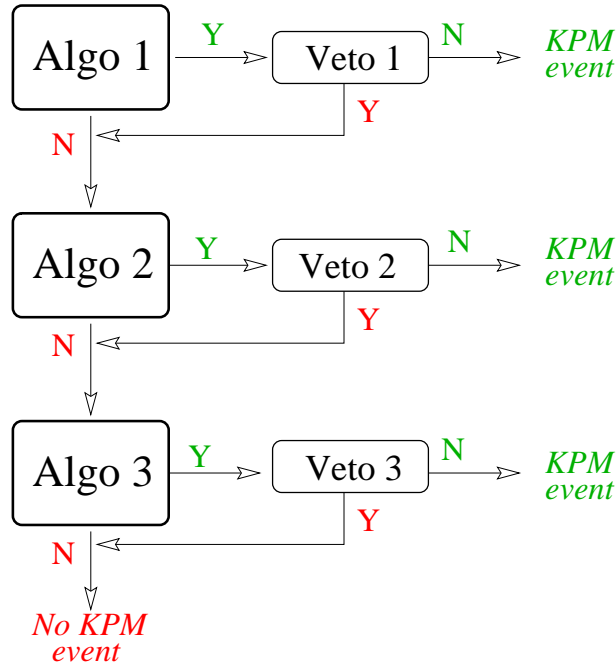 Algo 1
Y
Veto 1
N
KPM
event
Y
N
Algo 2
Y
Veto 2
N
KPM
event
Y
N
Algo 3
Y
Veto 3
N
KPM
event
Y
N
No KPM
event